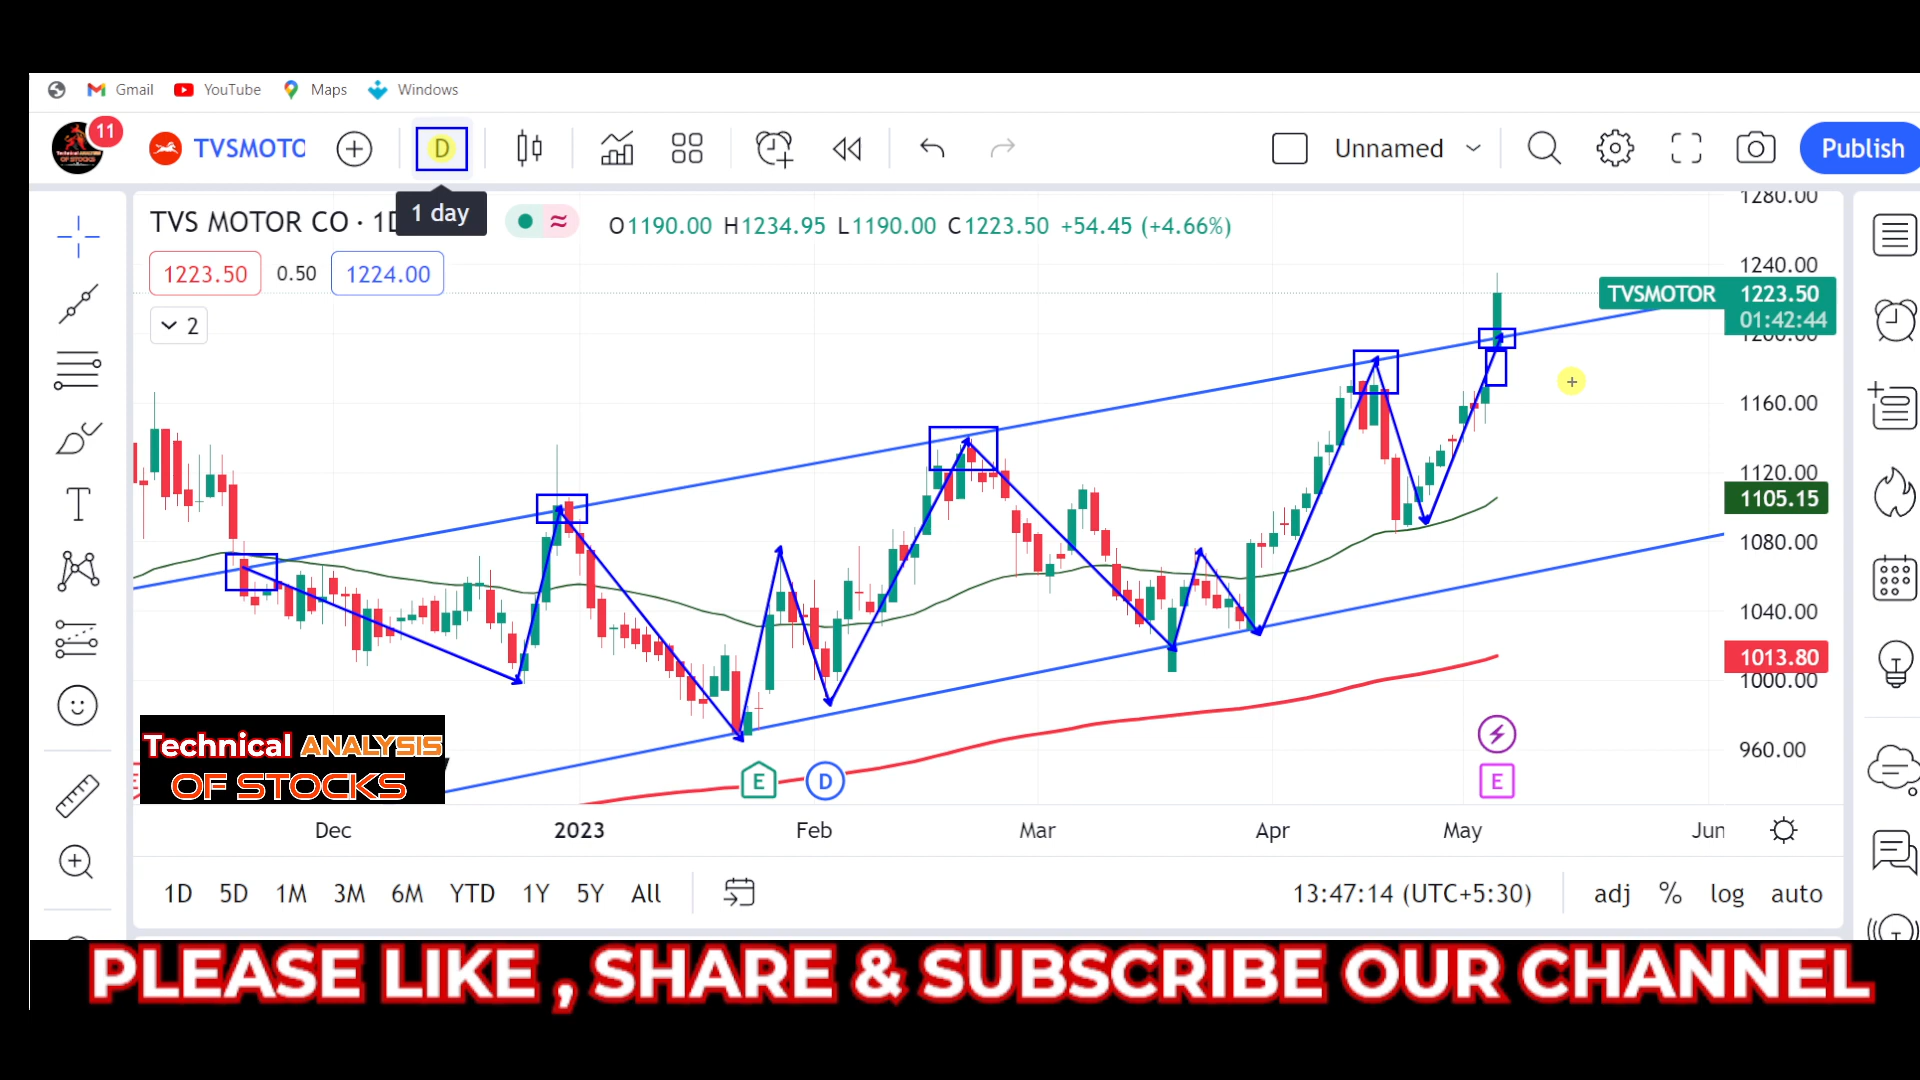 Gmail YouTube Maps Windows
11 TVSMOTO D Unnamed Publish
1 day
TVS MOTOR CO · 1D O1190.00 H1234.95 L1190.00 C1223.50 +54.45 (+4.66%)
1223.50 0.50 1224.00
2
1280.00
1240.00
TVSMOTOR 1223.50
01:42:44
1200.00
1160.00
1120.00
1105.15
1080.00
1040.00
1013.80
1000.00
960.00
Technical ANALYSIS
OF STOCKS
E D E
Dec 2023 Feb Mar Apr May Jun
1D 5D 1M 3M 6M YTD 1Y 5Y All 13:47:14 (UTC+5:30) adj % log auto
PLEASE LIKE , SHARE & SUBSCRIBE OUR CHANNEL